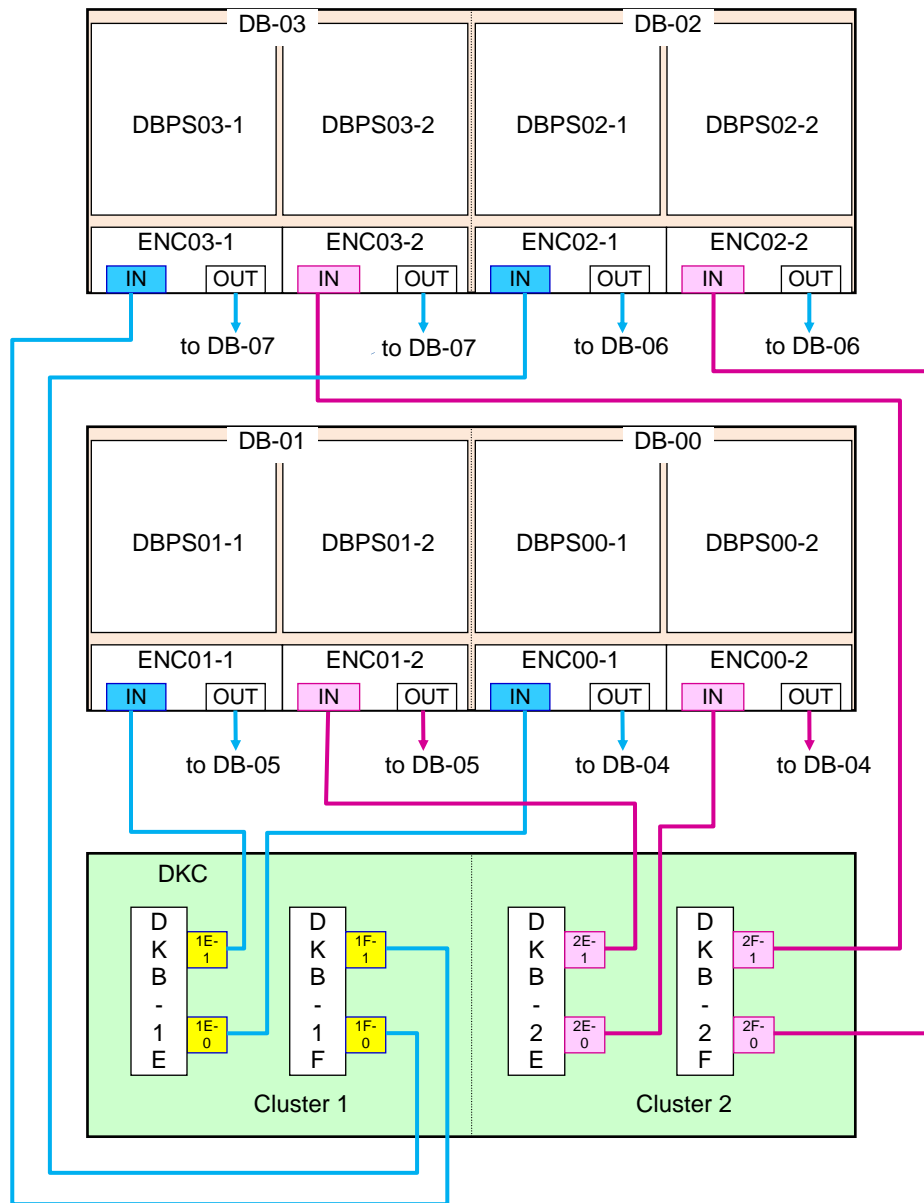 DB-03 DB-02
DBPS03-1 DBPS03-2 DBPS02-1 DBPS02-2
ENC03-1 ENC03-2 ENC02-1 ENC02-2
IN OUT IN OUT IN OUT IN OUT
to DB-07 to DB-07 to DB-06 to DB-06
DB-01 DB-00
DBPS01-1 DBPS01-2 DBPS00-1 DBPS00-2
ENC01-1 ENC01-2 ENC00-1 ENC00-2
IN OUT IN OUT IN OUT IN OUT
to DB-05 to DB-05 to DB-04 to DB-04
DKC
DKB-1E
1E-1
1E-0
DKB-1F
1F-1
1F-0
DKB-2E
2E-1
2E-0
DKB-2F
2F-1
2F-0
Cluster 1 Cluster 2